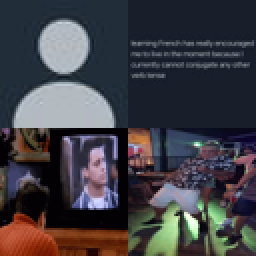 learning French has really encouraged
me to live in the moment because I
currently cannot conjugate any other
verb tense